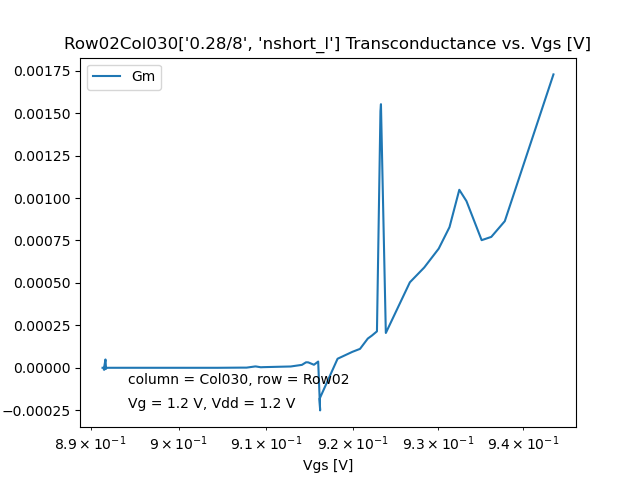 Row02Col030['0.28/8', 'nshort_l'] Transconductance vs. Vgs [V]
Gm
0.00175
0.00150
0.00125
0.00100
0.00075
0.00050
0.00025
0.00000
−0.00025
column = Col030, row = Row02
Vg = 1.2 V, Vdd = 1.2 V
8.9 × 10⁻¹ 9 × 10⁻¹ 9.1 × 10⁻¹ 9.2 × 10⁻¹ 9.3 × 10⁻¹ 9.4 × 10⁻¹
Vgs [V]